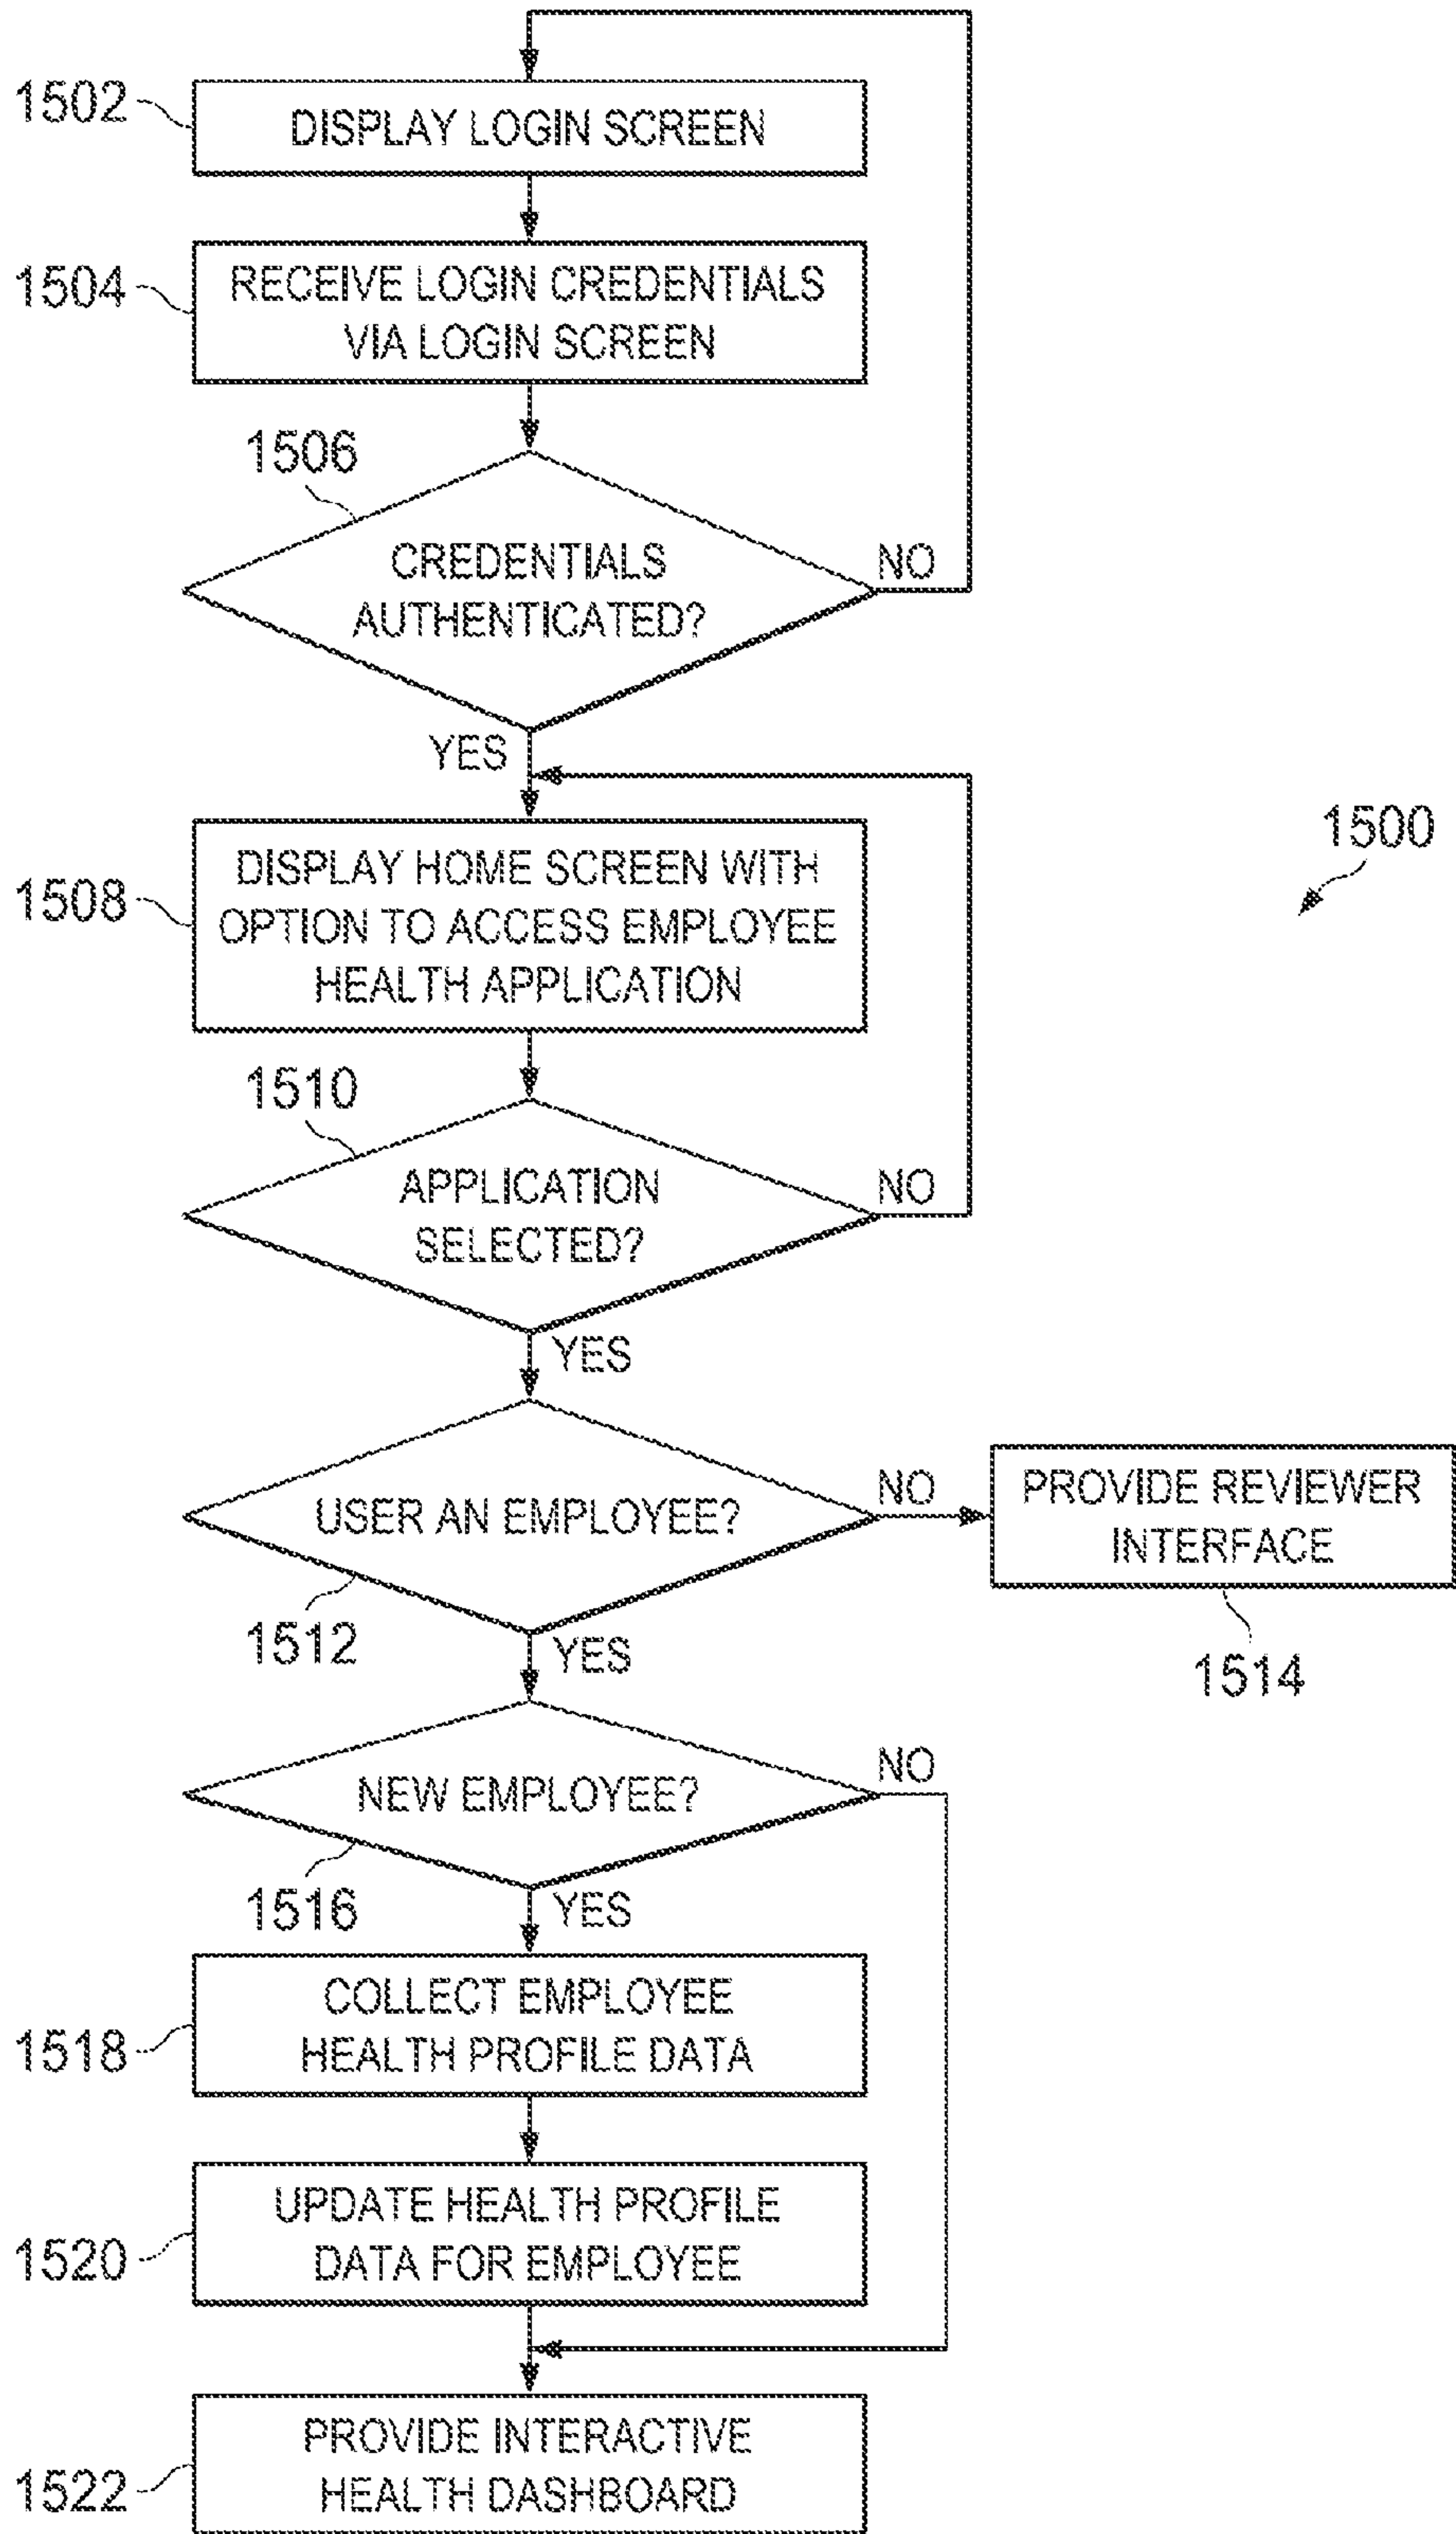 1502
DISPLAY LOGIN SCREEN
1504
RECEIVE LOGIN CREDENTIALS
VIA LOGIN SCREEN
1506
CREDENTIALS
AUTHENTICATED?
NO
YES
1500
1508
DISPLAY HOME SCREEN WITH
OPTION TO ACCESS EMPLOYEE
HEALTH APPLICATION
1510
APPLICATION
SELECTED?
NO
YES
USER AN EMPLOYEE?
NO
PROVIDE REVIEWER
INTERFACE
1512
YES
1514
NEW EMPLOYEE?
NO
1516
YES
1518
COLLECT EMPLOYEE
HEALTH PROFILE DATA
1520
UPDATE HEALTH PROFILE
DATA FOR EMPLOYEE
1522
PROVIDE INTERACTIVE
HEALTH DASHBOARD